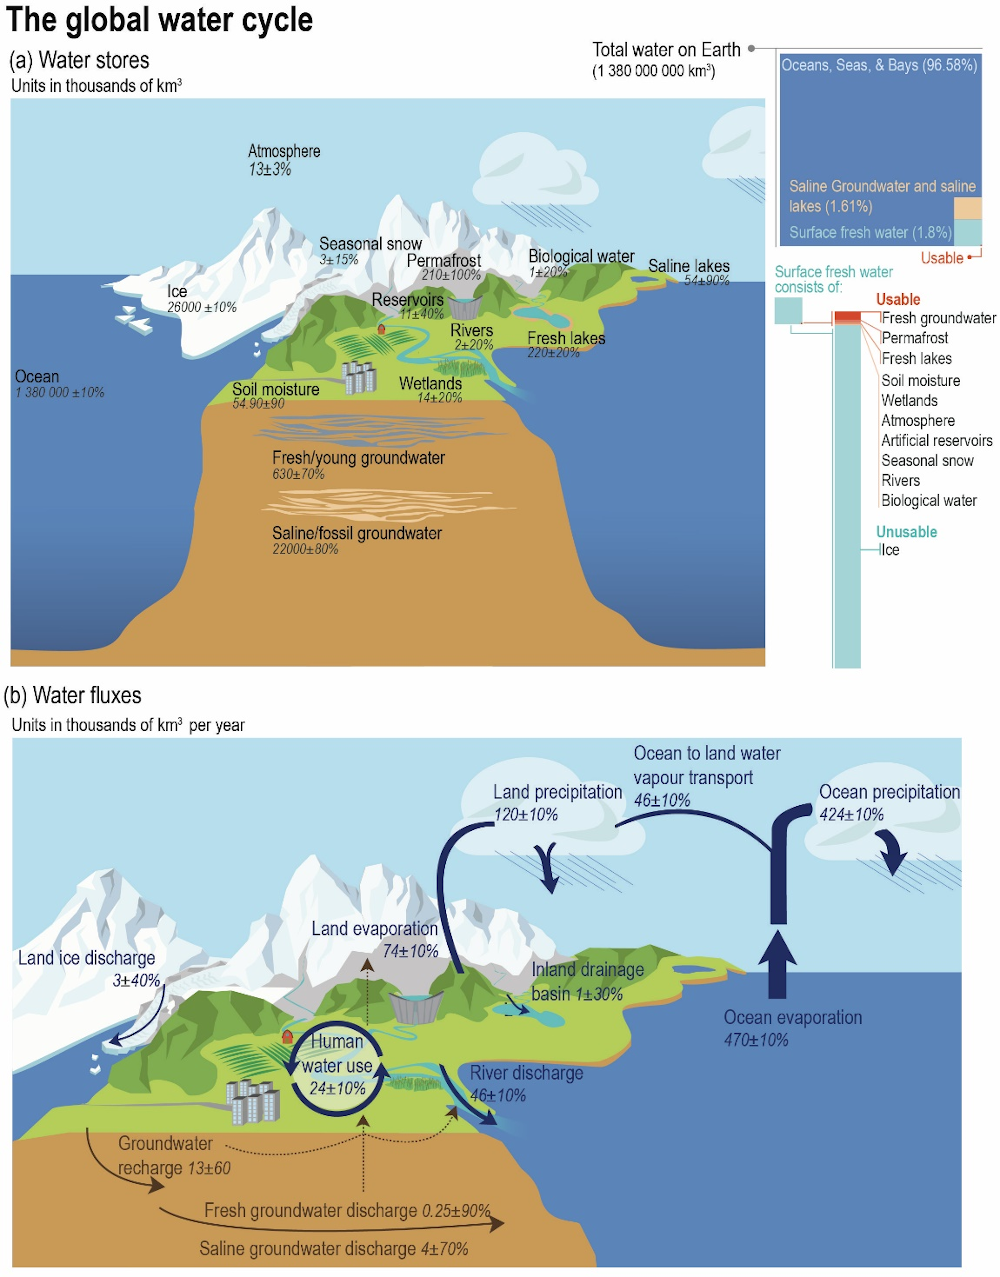 The global water cycle
(a) Water stores
Units in thousands of km³
Total water on Earth
(1 380 000 000 km³)
Oceans, Seas, & Bays (96.58%)
Saline Groundwater and saline
lakes (1.61%)
Surface fresh water (1.8%)
Usable
Atmosphere
13±3%
Seasonal snow
3±15%
Permafrost
210±100%
Biological water
1±20%
Saline lakes
54±90%
Ice
26000 ±10%
Reservoirs
11±40%
Rivers
2±20%
Fresh lakes
220±20%
Ocean
1 380 000 ±10%
Soil moisture
54.90±90
Wetlands
14±20%
Fresh/young groundwater
630±70%
Saline/fossil groundwater
22000±80%
Surface fresh water
consists of:
Usable
Fresh groundwater
Permafrost
Fresh lakes
Soil moisture
Wetlands
Atmosphere
Artificial reservoirs
Seasonal snow
Rivers
Biological water
Unusable
Ice
(b) Water fluxes
Units in thousands of km³ per year
Land precipitation
120±10%
Ocean to land water
vapour transport
46±10%
Ocean precipitation
424±10%
Land evaporation
74±10%
Land ice discharge
3±40%
Inland drainage
basin 1±30%
Ocean evaporation
470±10%
Human
water use
24±10%
River discharge
46±10%
Groundwater
recharge 13±60
Fresh groundwater discharge 0.25±90%
Saline groundwater discharge 4±70%